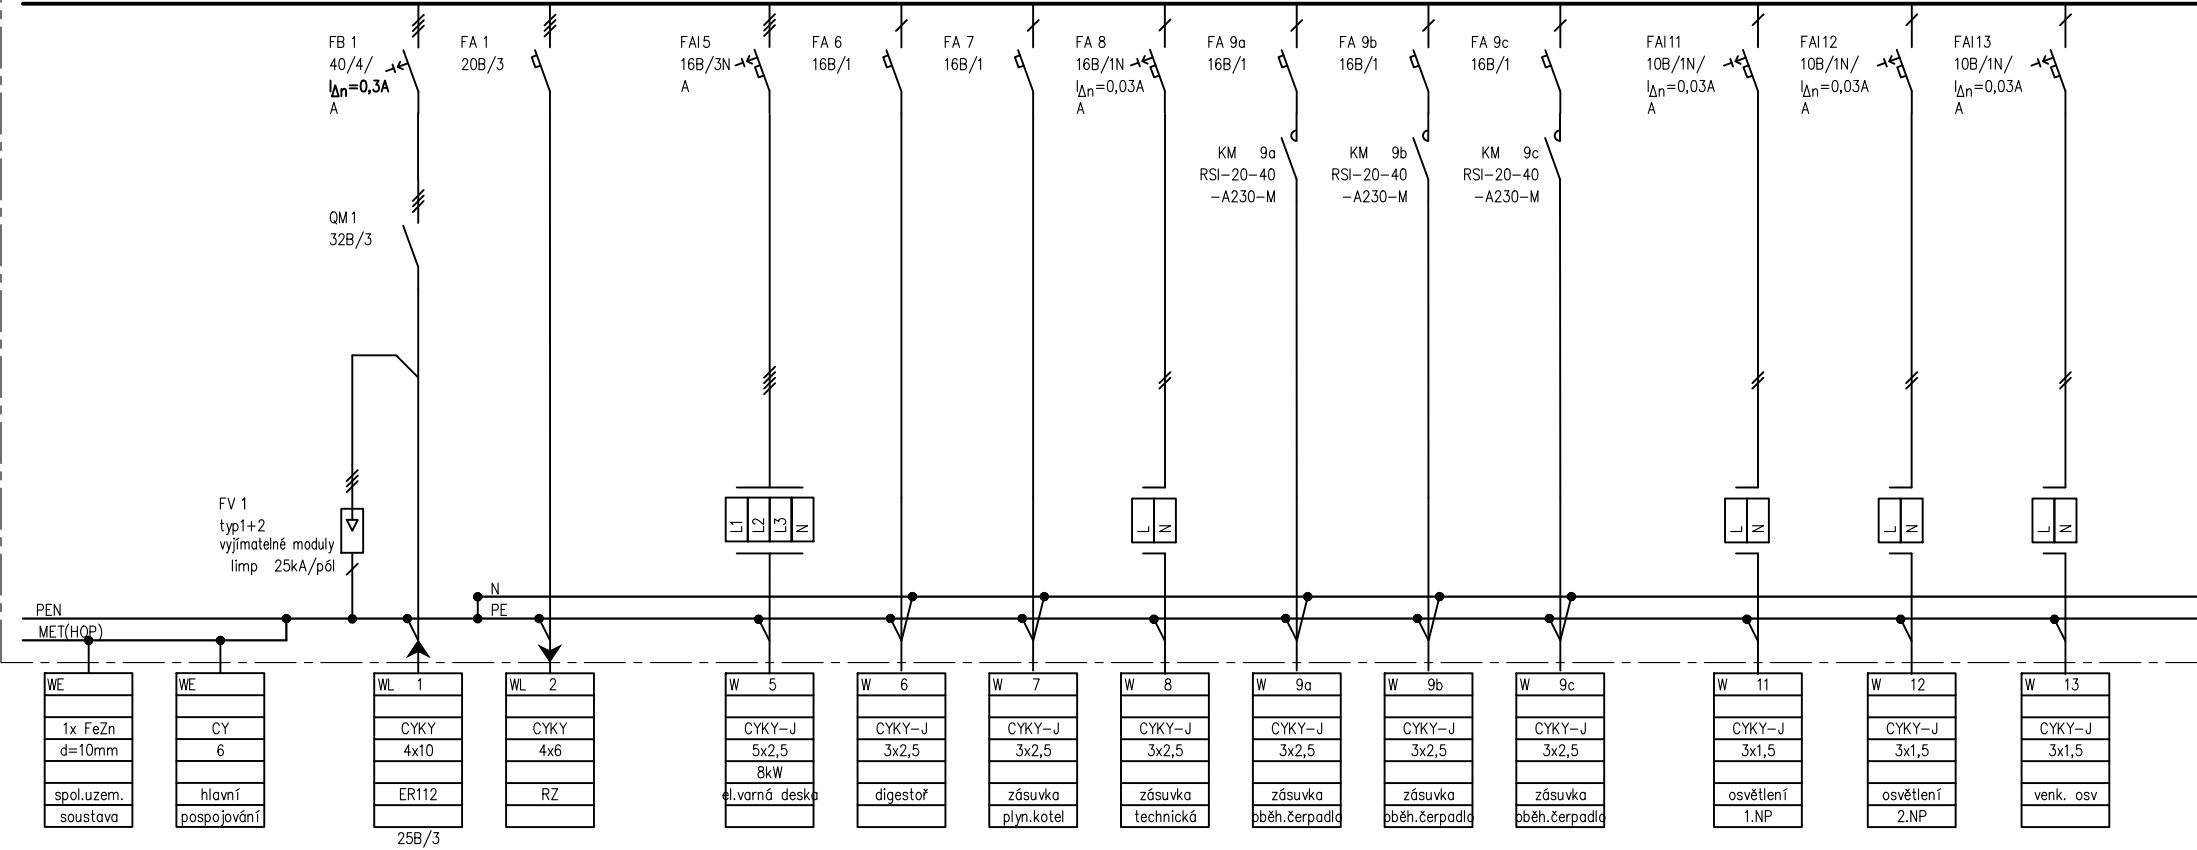 FB 1
40/4/
I∆n=0,3A
A
FA 1
20B/3
FAI5
16B/3N
A
FA 6
16B/1
FA 7
16B/1
FA 8
16B/1N
I∆n=0,03A
A
FA 9a
16B/1
FA 9b
16B/1
FA 9c
16B/1
FAI11
10B/1N/
I∆n=0,03A
A
FAI12
10B/1N/
I∆n=0,03A
A
FAI13
10B/1N/
I∆n=0,03A
A
KM 9a
RSI-20-40
-A230-M
KM 9b
RSI-20-40
-A230-M
KM 9c
RSI-20-40
-A230-M
QM 1
32B/3
FV 1
typ1+2
vyjímatelné moduly
limp 25kA/pól
L1 L2 L3 N
L N
L N
L N
L N
N
PEN
PE
MET(HOP)
WE
1x FeZn
d=10mm
spol.uzem.
soustava
WE
CY
6
hlavní
pospojování
WL 1
CYKY
4x10
ER112
25B/3
WL 2
CYKY
4x6
RZ
W 5
CYKY-J
5x2,5
8kW
el.varná deska
W 6
CYKY-J
3x2,5
digestoř
W 7
CYKY-J
3x2,5
zásuvka
plyn.kotel
W 8
CYKY-J
3x2,5
zásuvka
technická
W 9a
CYKY-J
3x2,5
zásuvka
oběh.čerpadlo
W 9b
CYKY-J
3x2,5
zásuvka
oběh.čerpadlo
W 9c
CYKY-J
3x2,5
zásuvka
oběh.čerpadlo
W 11
CYKY-J
3x1,5
osvětlení
1.NP
W 12
CYKY-J
3x1,5
osvětlení
2.NP
W 13
CYKY-J
3x1,5
venk. osv